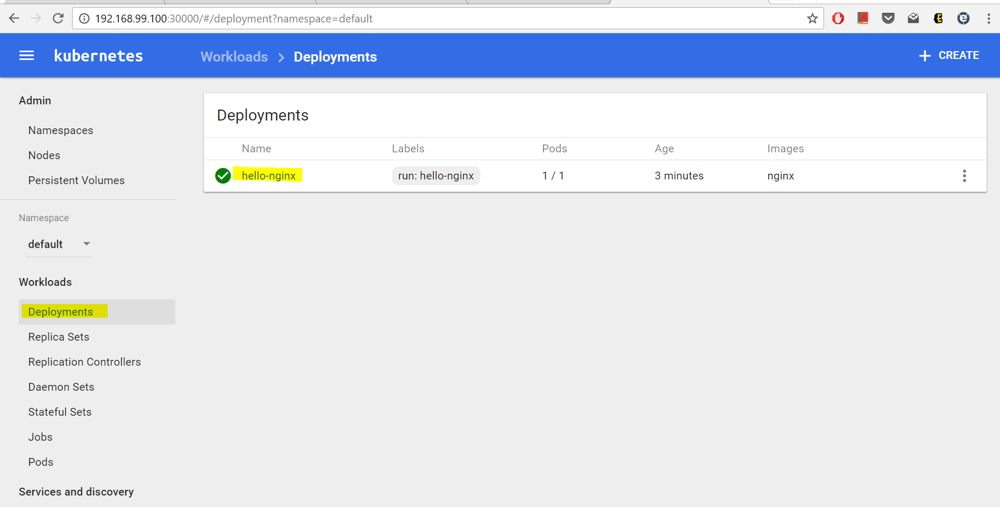 192.168.99.100:30000/#/deployment?namespace=default
kubernetes
Workloads > Deployments
+ CREATE
Admin
Namespaces
Nodes
Persistent Volumes
Namespace
default
Workloads
Deployments
Replica Sets
Replication Controllers
Daemon Sets
Stateful Sets
Jobs
Pods
Services and discovery
Deployments
Name Labels Pods Age Images
hello-nginx run: hello-nginx 1 / 1 3 minutes nginx